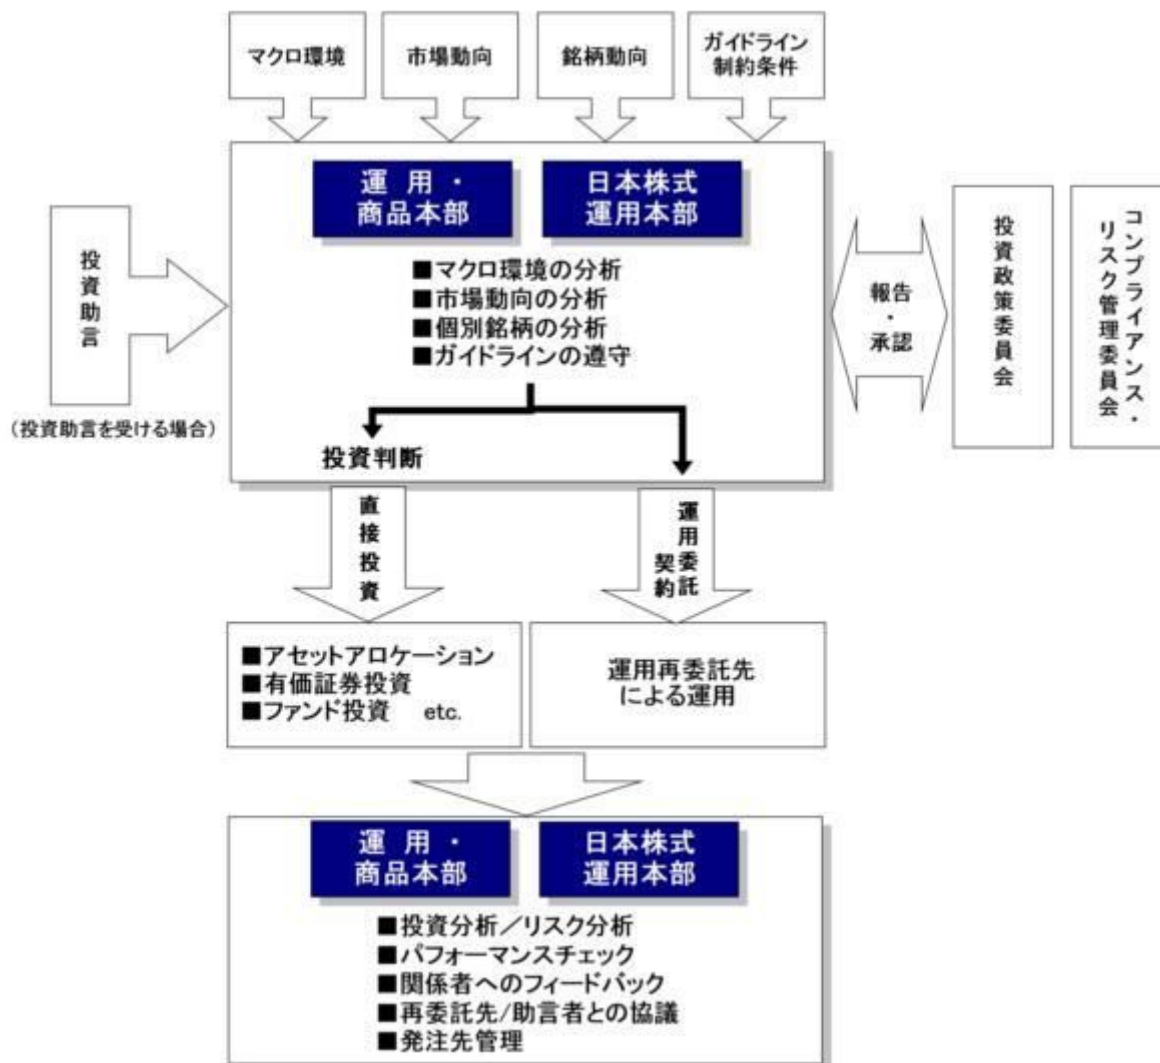 マクロ環境
市場動向
銘柄動向
ガイドライン
制約条件
運 用 ・
商品本部
日本株式
運用本部
投資助言
(投資助言を受ける場合)
■マクロ環境の分析
■市場動向の分析
■個別銘柄の分析
■ガイドラインの遵守
報告
・
承認
投資政策委員会
コンプライアンス・
リスク管理委員会
投資判断
直接投資
運用委託
契約
■アセットアロケーション
■有価証券投資
■ファンド投資 etc.
運用再委託先
による運用
運 用 ・
商品本部
日本株式
運用本部
■投資分析/リスク分析
■パフォーマンスチェック
■関係者へのフィードバック
■再委託先/助言者との協議
■発注先管理